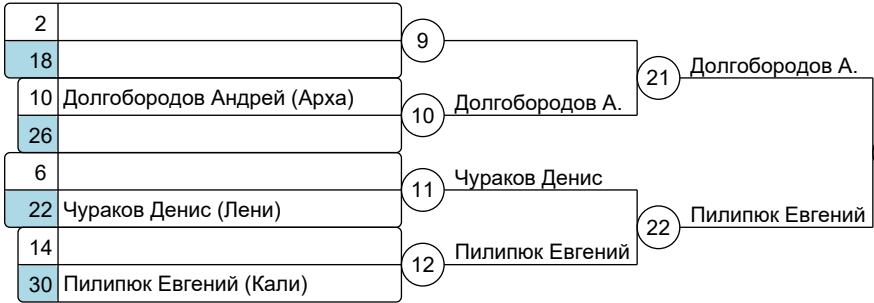 2
18
9
10 Долгобородов Андрей (Арха)
26
10
Долгобородов А.
21
Долгобородов А.
6
22 Чураков Денис (Лени)
11
Чураков Денис
14
30 Пилипюк Евгений (Кали)
12
Пилипюк Евгений
22
Пилипюк Евгений